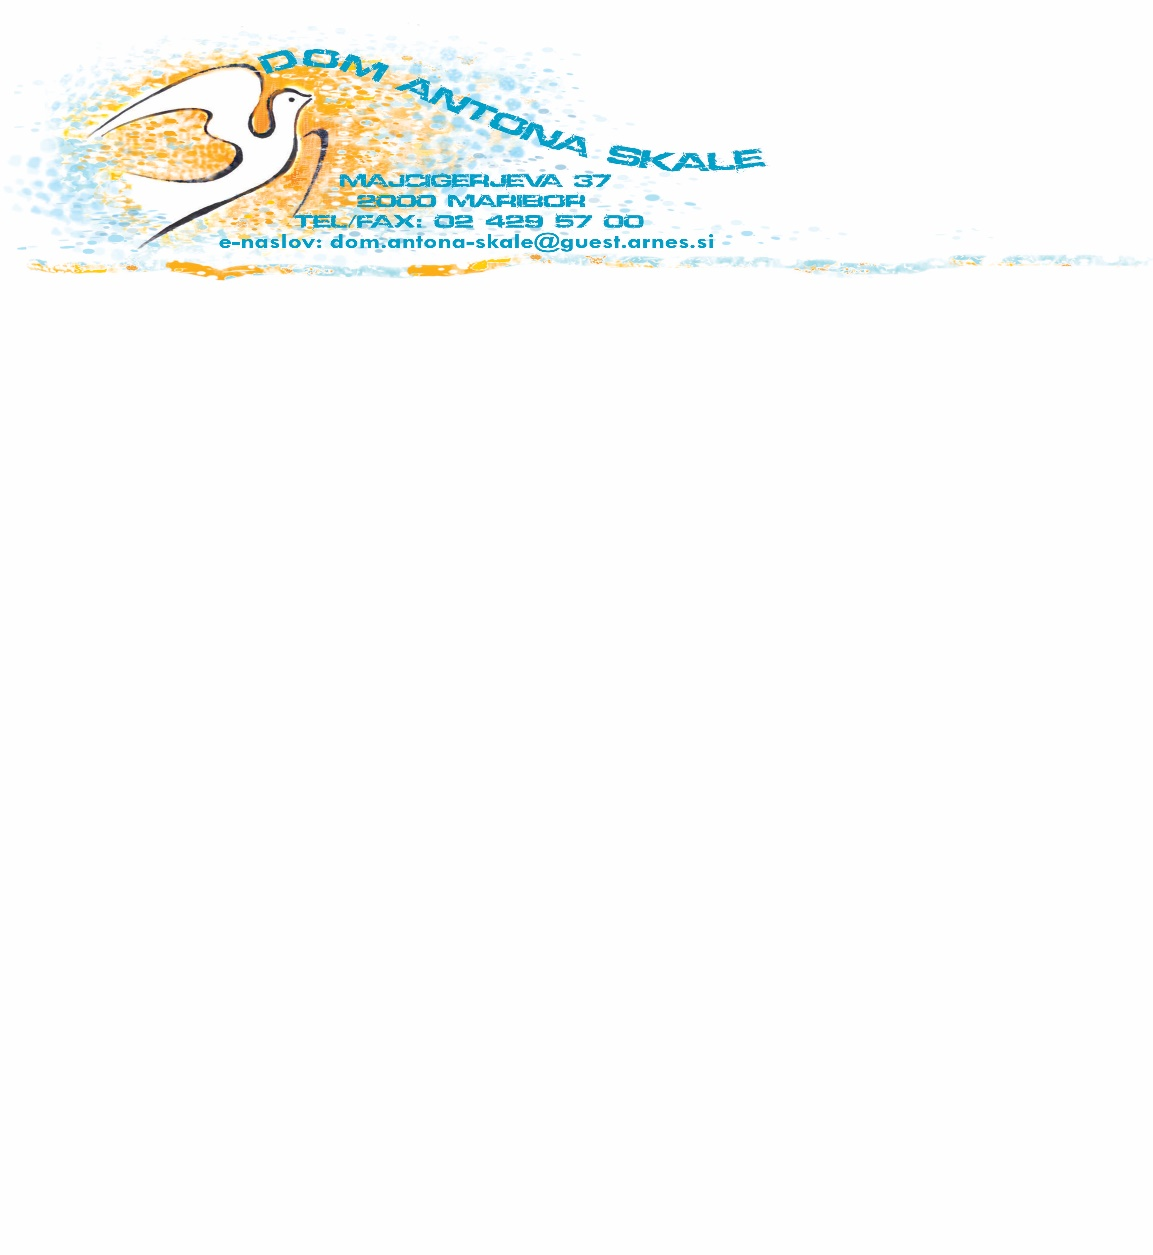 DOM ANTONA SKALE
MAJCIGERJEVA 37
2000 MARIBOR
TEL/FAX: 02 429 57 00
e-naslov: dom.antona-skale@guest.arnes.si